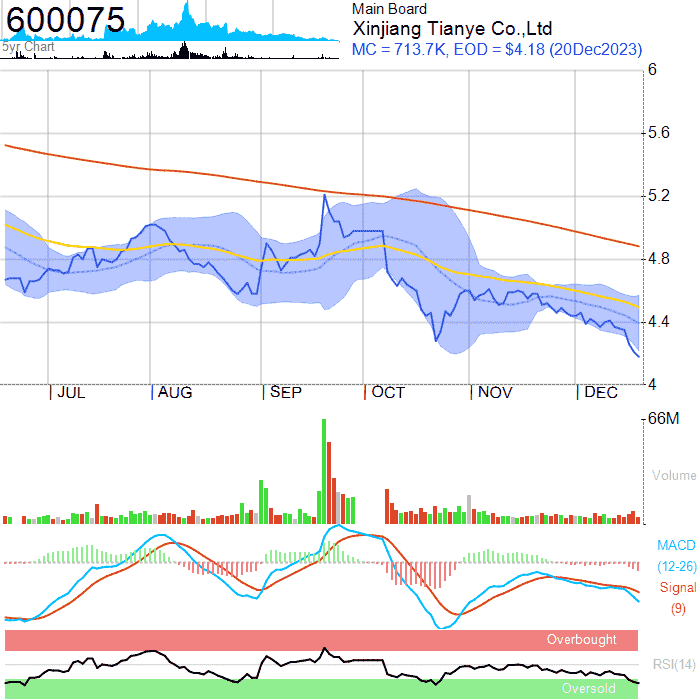 600075
5yr Chart
Main Board
Xinjiang Tianye Co.,Ltd
MC = 713.7K, EOD = $4.18 (20Dec2023)
6
5.6
5.2
4.8
4.4
4
JUL AUG SEP OCT NOV DEC
66M
Volume
MACD
(12-26)
Signal
(9)
Overbought
RSI(14)
Oversold